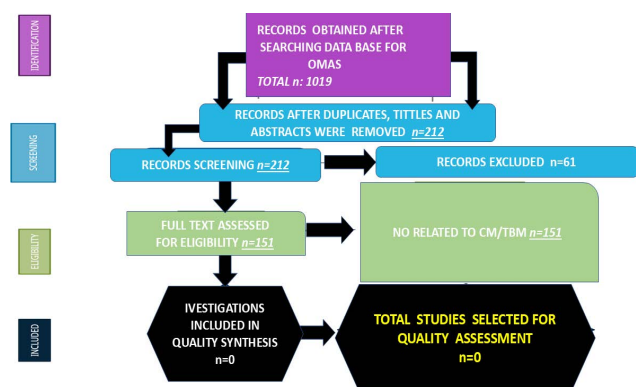 IDENTIFICATION
RECORDS OBTAINED AFTER
SEARCHING DATA BASE FOR
OMAS
TOTAL n: 1019
RECORDS AFTER DUPLICATES, TITTLES AND
ABSTRACTS WERE REMOVED n=212
SCREENING
RECORDS SCREENING n=212
RECORDS EXCLUDED n=61
ELIGIBILITY
FULL TEXT ASSESSED
FOR ELIGIBILITY n=151
NO RELATED TO CM/TBM n=151
INCLUDED
IVESTIGATIONS
INCLUDED IN
QUALITY SYNTHESIS
n=0
TOTAL STUDIES SELECTED FOR
QUALITY ASSESSMENT
n=0